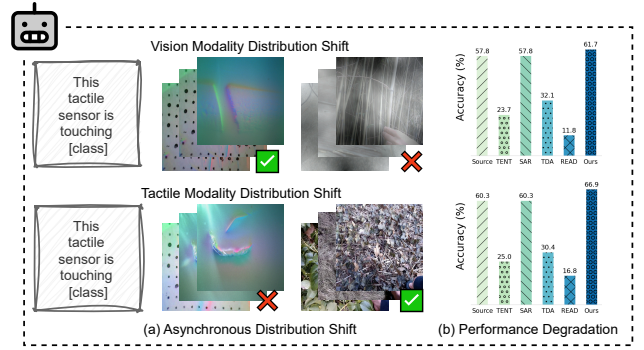 Vision Modality Distribution Shift
This
tactile
sensor is
touching
[class]
Tactile Modality Distribution Shift
This
tactile
sensor is
touching
[class]
(a) Asynchronous Distribution Shift
Accuracy (%)
57.8
23.7
57.8
32.1
11.8
61.7
Source TENT SAR TDA READ Ours
Accuracy (%)
60.3
25.0
60.3
30.4
16.8
66.9
Source TENT SAR TDA READ Ours
(b) Performance Degradation